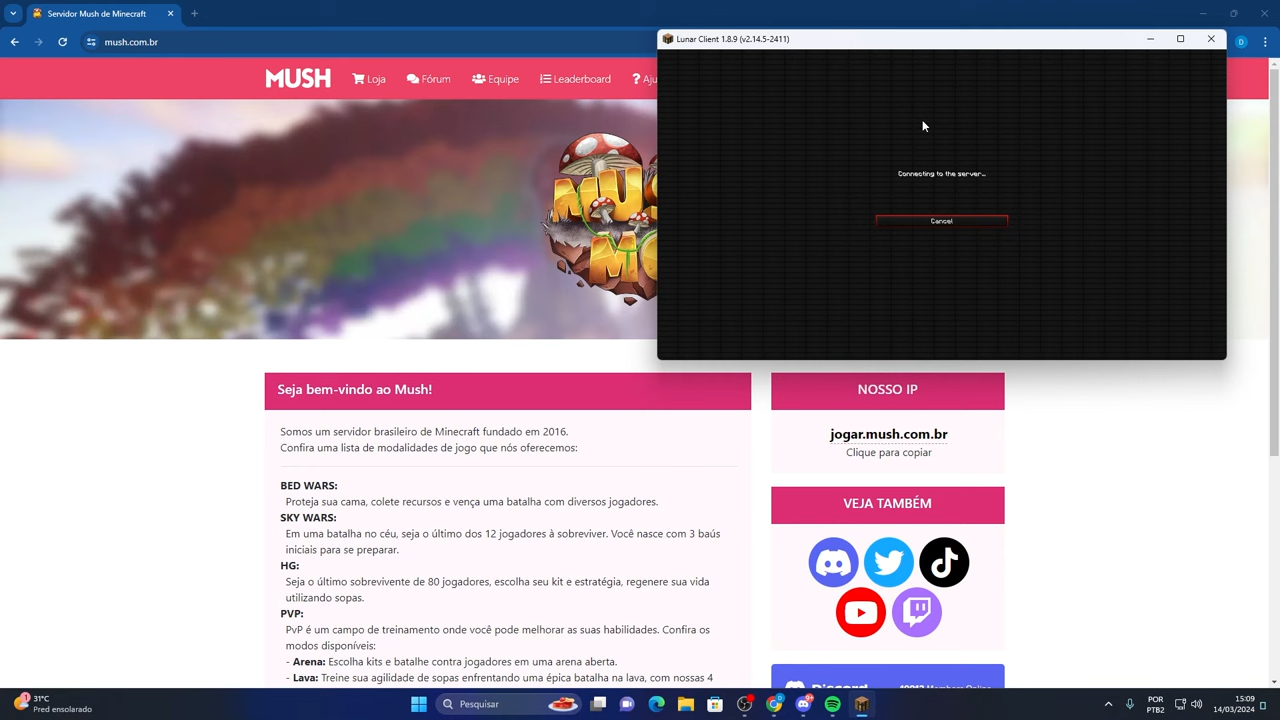 Servidor Mush de Minecraft
mush.com.br
MUSH
Loja
Fórum
Equipe
Leaderboard
Aju
Lunar Client 1.8.9 (v2.14.5-2411)
Connecting to the server...
Cancel
Seja bem-vindo ao Mush!
Somos um servidor brasileiro de Minecraft fundado em 2016.
Confira uma lista de modalidades de jogo que nós oferecemos:
BED WARS:
Proteja sua cama, colete recursos e vença uma batalha com diversos jogadores.
SKY WARS:
Em uma batalha no céu, seja o último dos 12 jogadores à sobreviver. Você nasce com 3 baús
iniciais para se preparar.
HG:
Seja o último sobrevivente de 80 jogadores, escolha seu kit e estratégia, regenere sua vida
utilizando sopas.
PVP:
PvP é um campo de treinamento onde você pode melhorar as suas habilidades. Confira os
modos disponíveis:
- Arena: Escolha kits e batalhe contra jogadores em uma arena aberta.
- Lava: Treine sua agilidade de sopas enfrentando uma épica batalha na lava, com nossas 4
NOSSO IP
jogar.mush.com.br
Clique para copiar
VEJA TAMBÉM
Discord
Members Online
31°C
Pred ensolarado
Pesquisar
POR
PTB2
15:09
14/03/2024